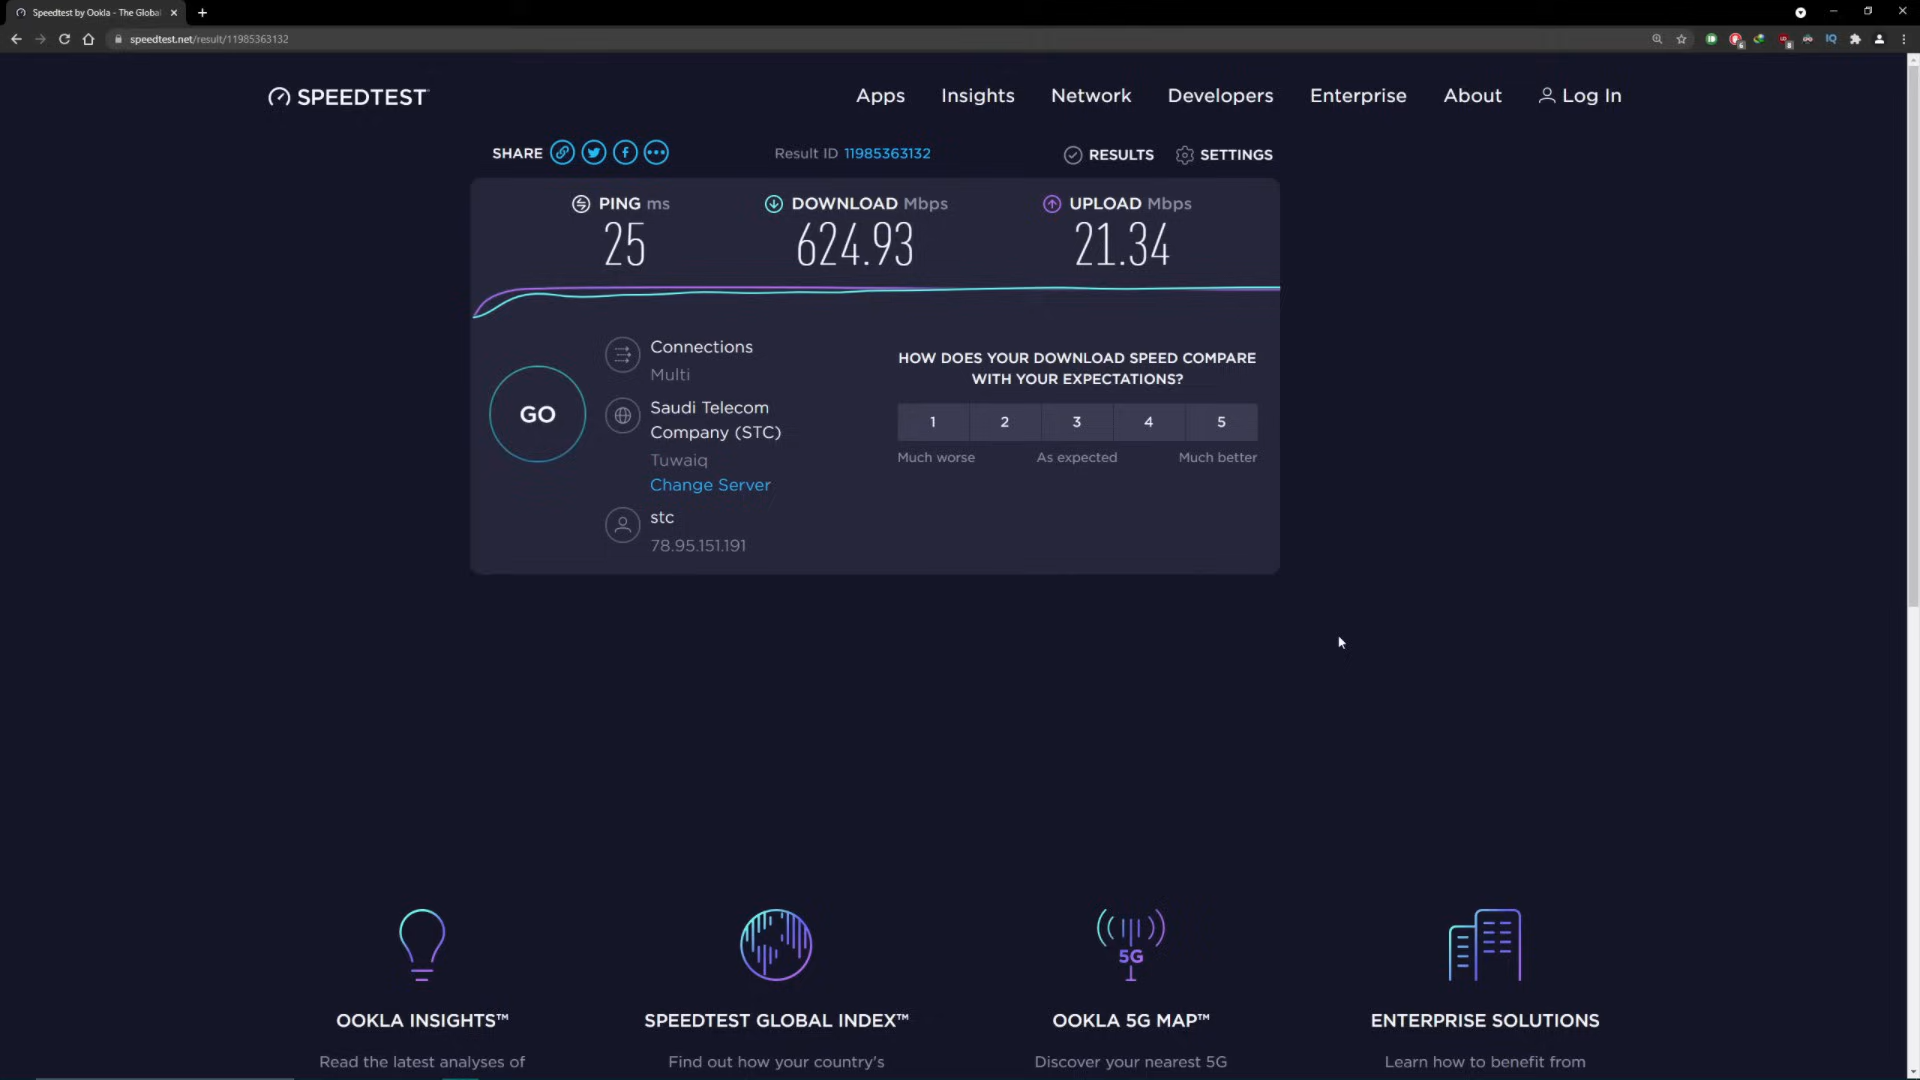 Speedtest by Ookla - The Global
speedtest.net/result/11985363132
SPEEDTEST
Apps
Insights
Network
Developers
Enterprise
About
Log In
SHARE
Result ID 11985363132
RESULTS
SETTINGS
PING ms
25
DOWNLOAD Mbps
624.93
UPLOAD Mbps
21.34
GO
Connections
Multi
Saudi Telecom
Company (STC)
Tuwaiq
Change Server
stc
78.95.151.191
HOW DOES YOUR DOWNLOAD SPEED COMPARE
WITH YOUR EXPECTATIONS?
1 2 3 4 5
Much worse As expected Much better
5G
OOKLA INSIGHTS™
Read the latest analyses of
SPEEDTEST GLOBAL INDEX™
Find out how your country's
OOKLA 5G MAP™
Discover your nearest 5G
ENTERPRISE SOLUTIONS
Learn how to benefit from